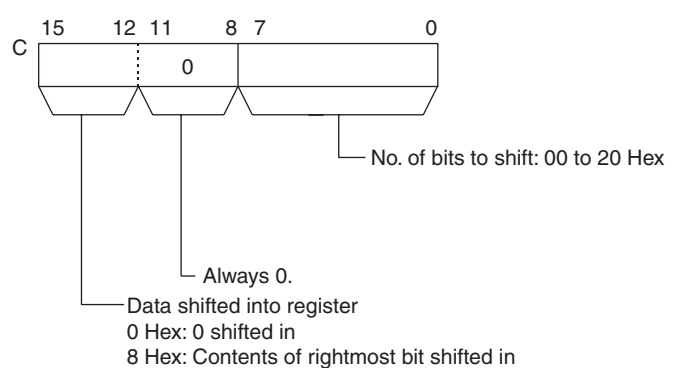 15 12 11 8 7 0
C
0
No. of bits to shift: 00 to 20 Hex
Always 0.
Data shifted into register
0 Hex: 0 shifted in
8 Hex: Contents of rightmost bit shifted in